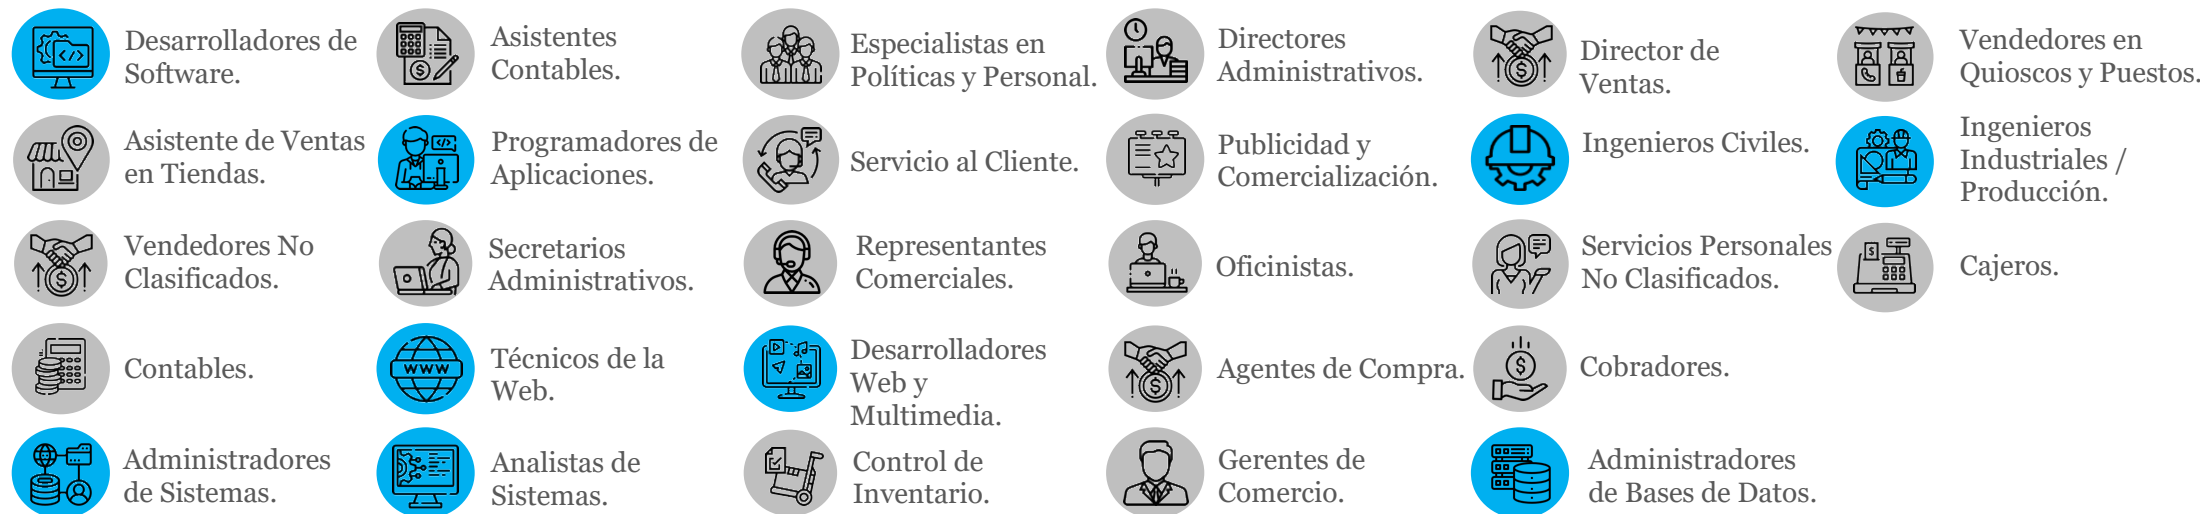 Desarrolladores de
Software.
Asistentes
Contables.
Especialistas en
Políticas y Personal.
Directores
Administrativos.
Director de
Ventas.
Vendedores en
Quioscos y Puestos.
Asistente de Ventas
en Tiendas.
Programadores de
Aplicaciones.
Servicio al Cliente.
Publicidad y
Comercialización.
Ingenieros Civiles.
Ingenieros
Industriales /
Producción.
Vendedores No
Clasificados.
Secretarios
Administrativos.
Representantes
Comerciales.
Oficinistas.
Servicios Personales
No Clasificados.
Cajeros.
Contables.
WWW
Técnicos de la
Web.
Desarrolladores
Web y
Multimedia.
Agentes de Compra.
Cobradores.
Administradores
de Sistemas.
Analistas de
Sistemas.
Control de
Inventario.
Gerentes de
Comercio.
Administradores
de Bases de Datos.